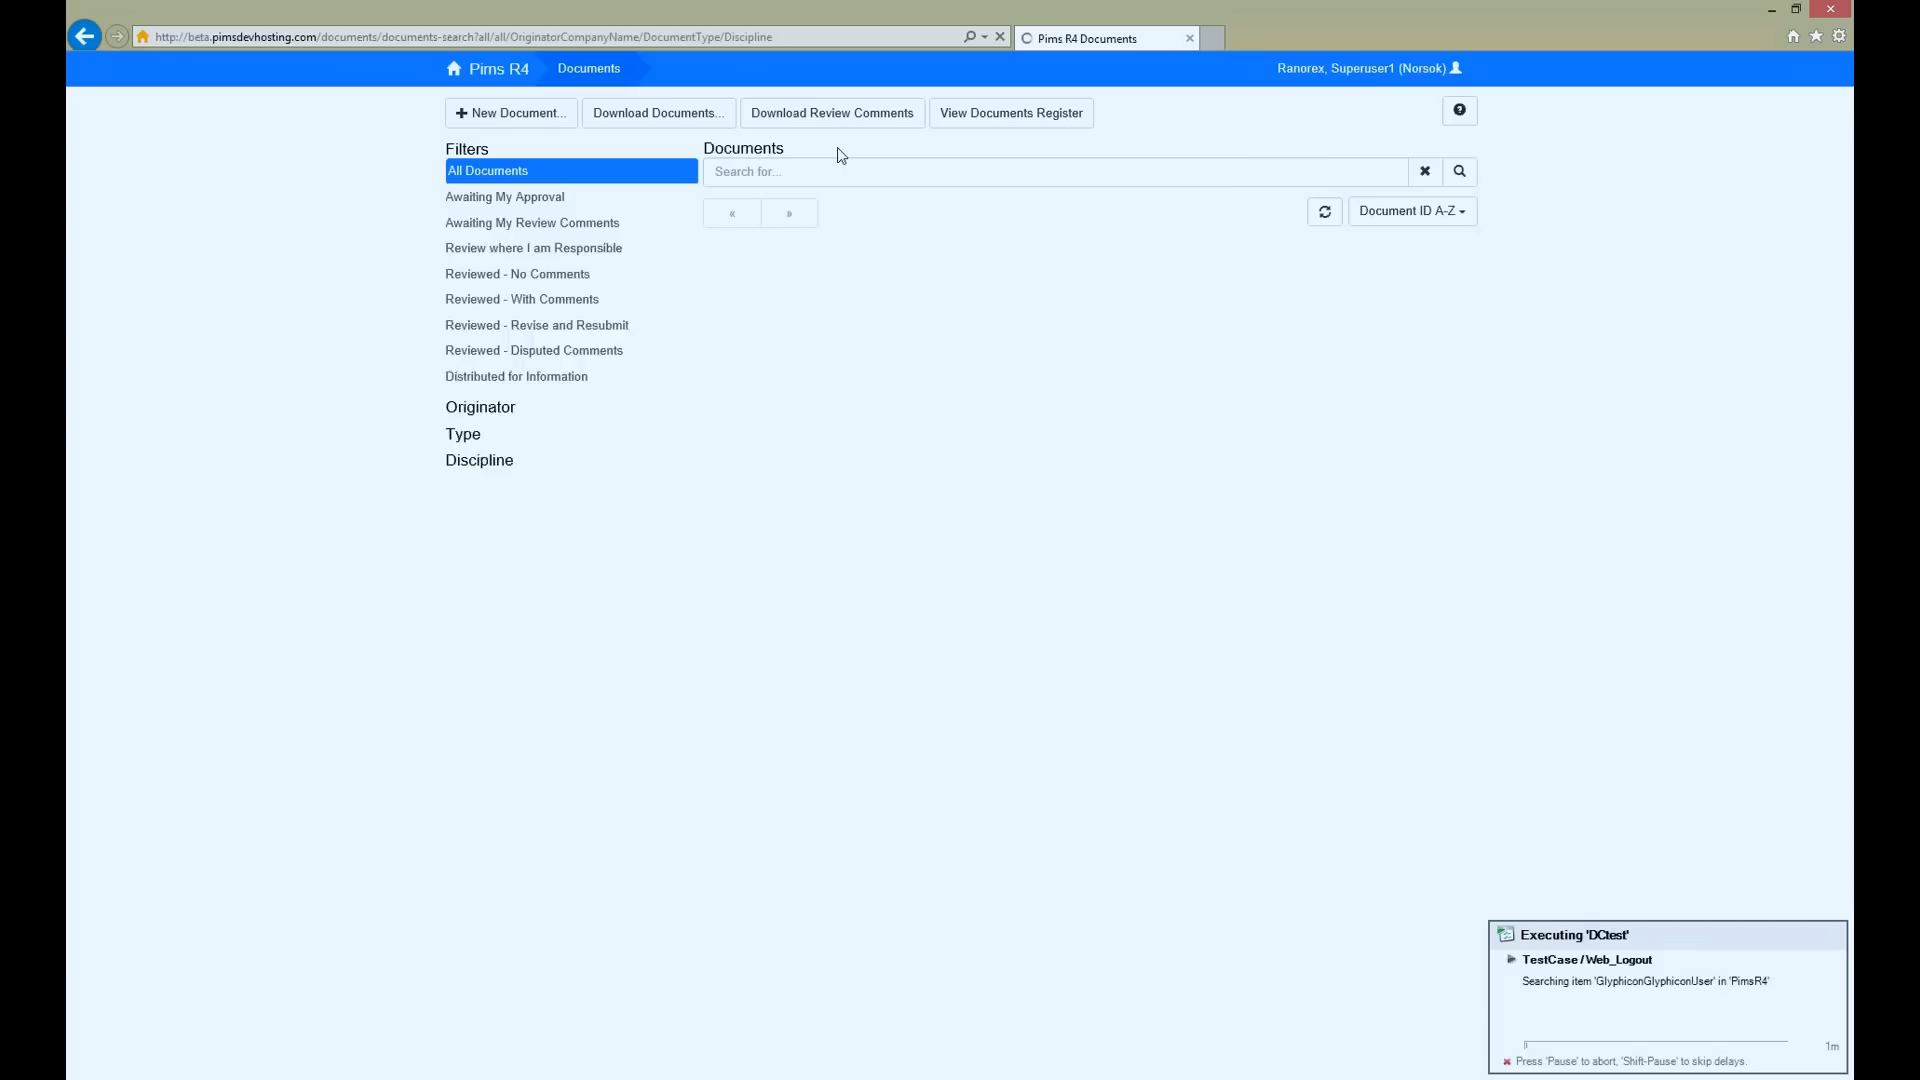 http://beta.pimsdevhosting.com/documents/documents-search?all/all/OriginatorCompanyName/DocumentType/Discipline
Pims R4 Documents
Pims R4
Documents
Ranorex, Superuser1 (Norsok)
New Document...
Download Documents...
Download Review Comments
View Documents Register
Filters
All Documents
Awaiting My Approval
Awaiting My Review Comments
Review where I am Responsible
Reviewed - No Comments
Reviewed - With Comments
Reviewed - Revise and Resubmit
Reviewed - Disputed Comments
Distributed for Information
Originator
Type
Discipline
Documents
Search for...
« »
Document ID A-Z
Executing 'DCtest'
TestCase / Web_Logout
Searching item 'GlyphiconGlyphiconUser' in 'PimsR4'
1m
Press 'Pause' to abort, 'Shift-Pause' to skip delays.